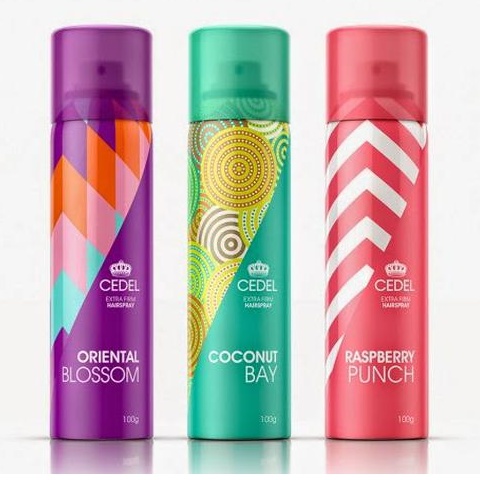 CEDEL
EXTRA FIRM
HAIRSPRAY
ORIENTAL
BLOSSOM
100g
CEDEL
EXTRA FIRM
HAIRSPRAY
COCONUT
BAY
100g
CEDEL
EXTRA FIRM
HAIRSPRAY
RASPBERRY
PUNCH
100g